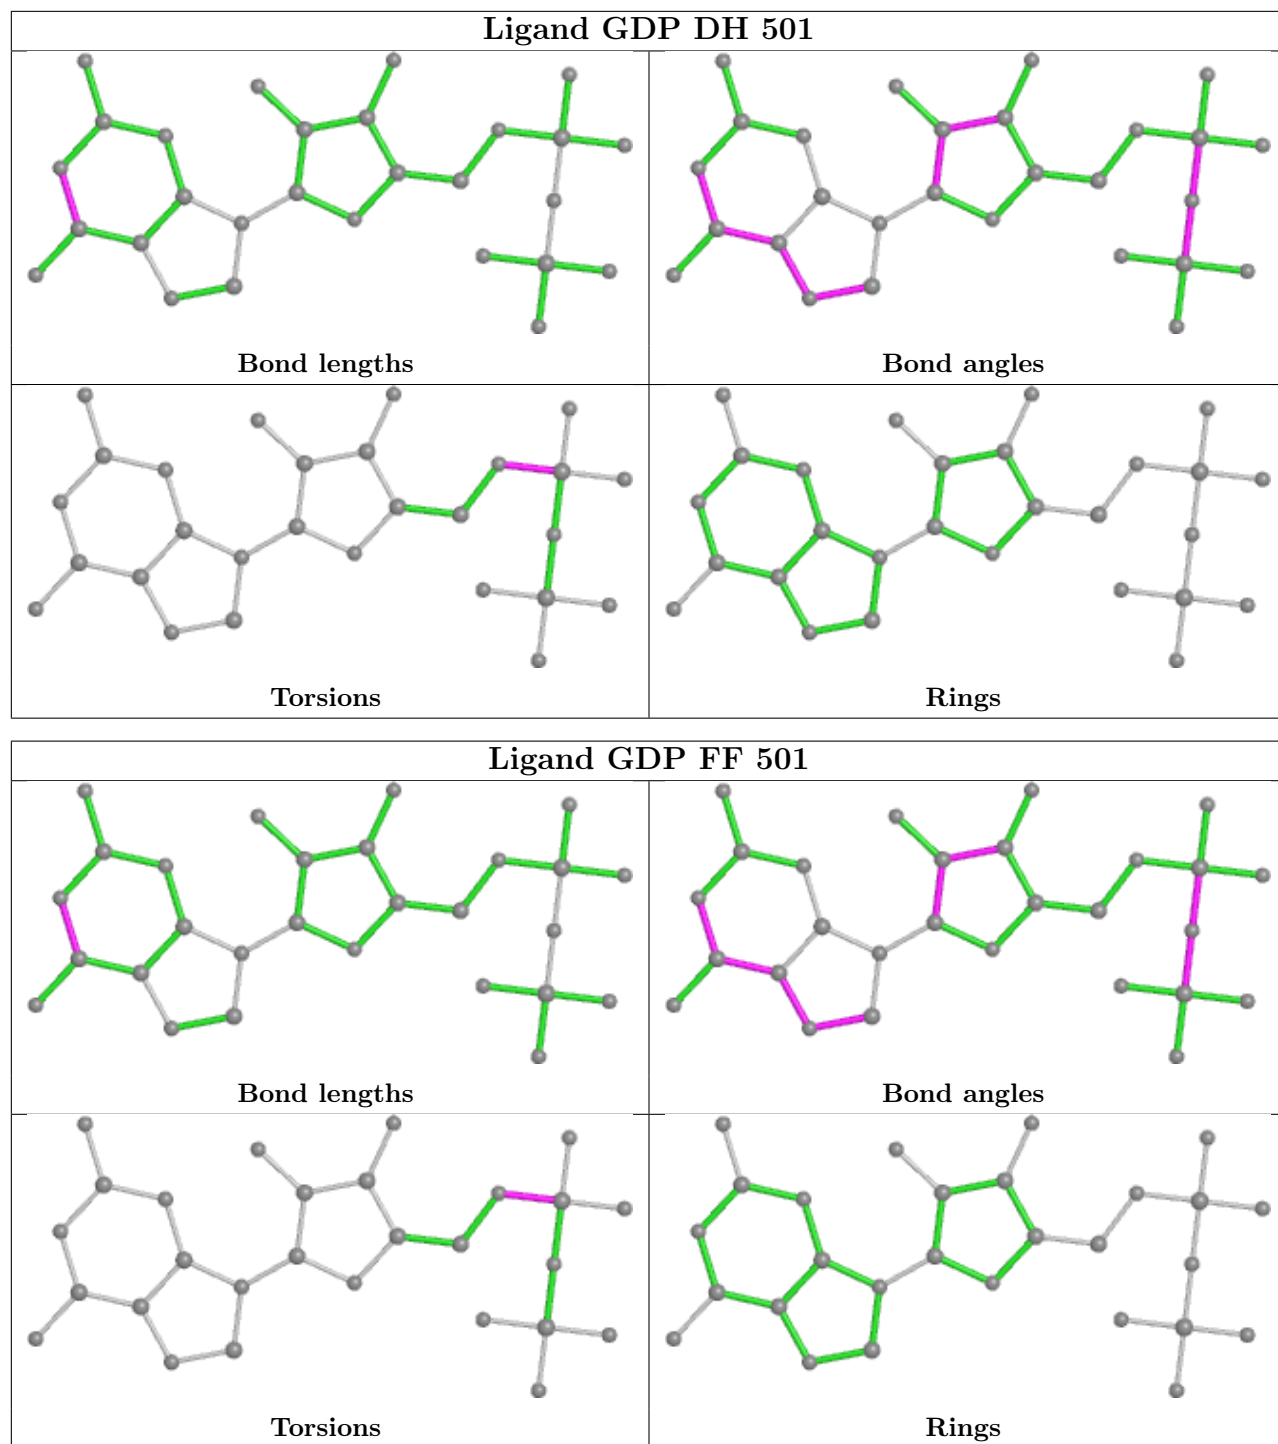 Ligand GDP DH 501
Bond lengths
Bond angles
Torsions
Rings
Ligand GDP FF 501
Bond lengths
Bond angles
Torsions
Rings